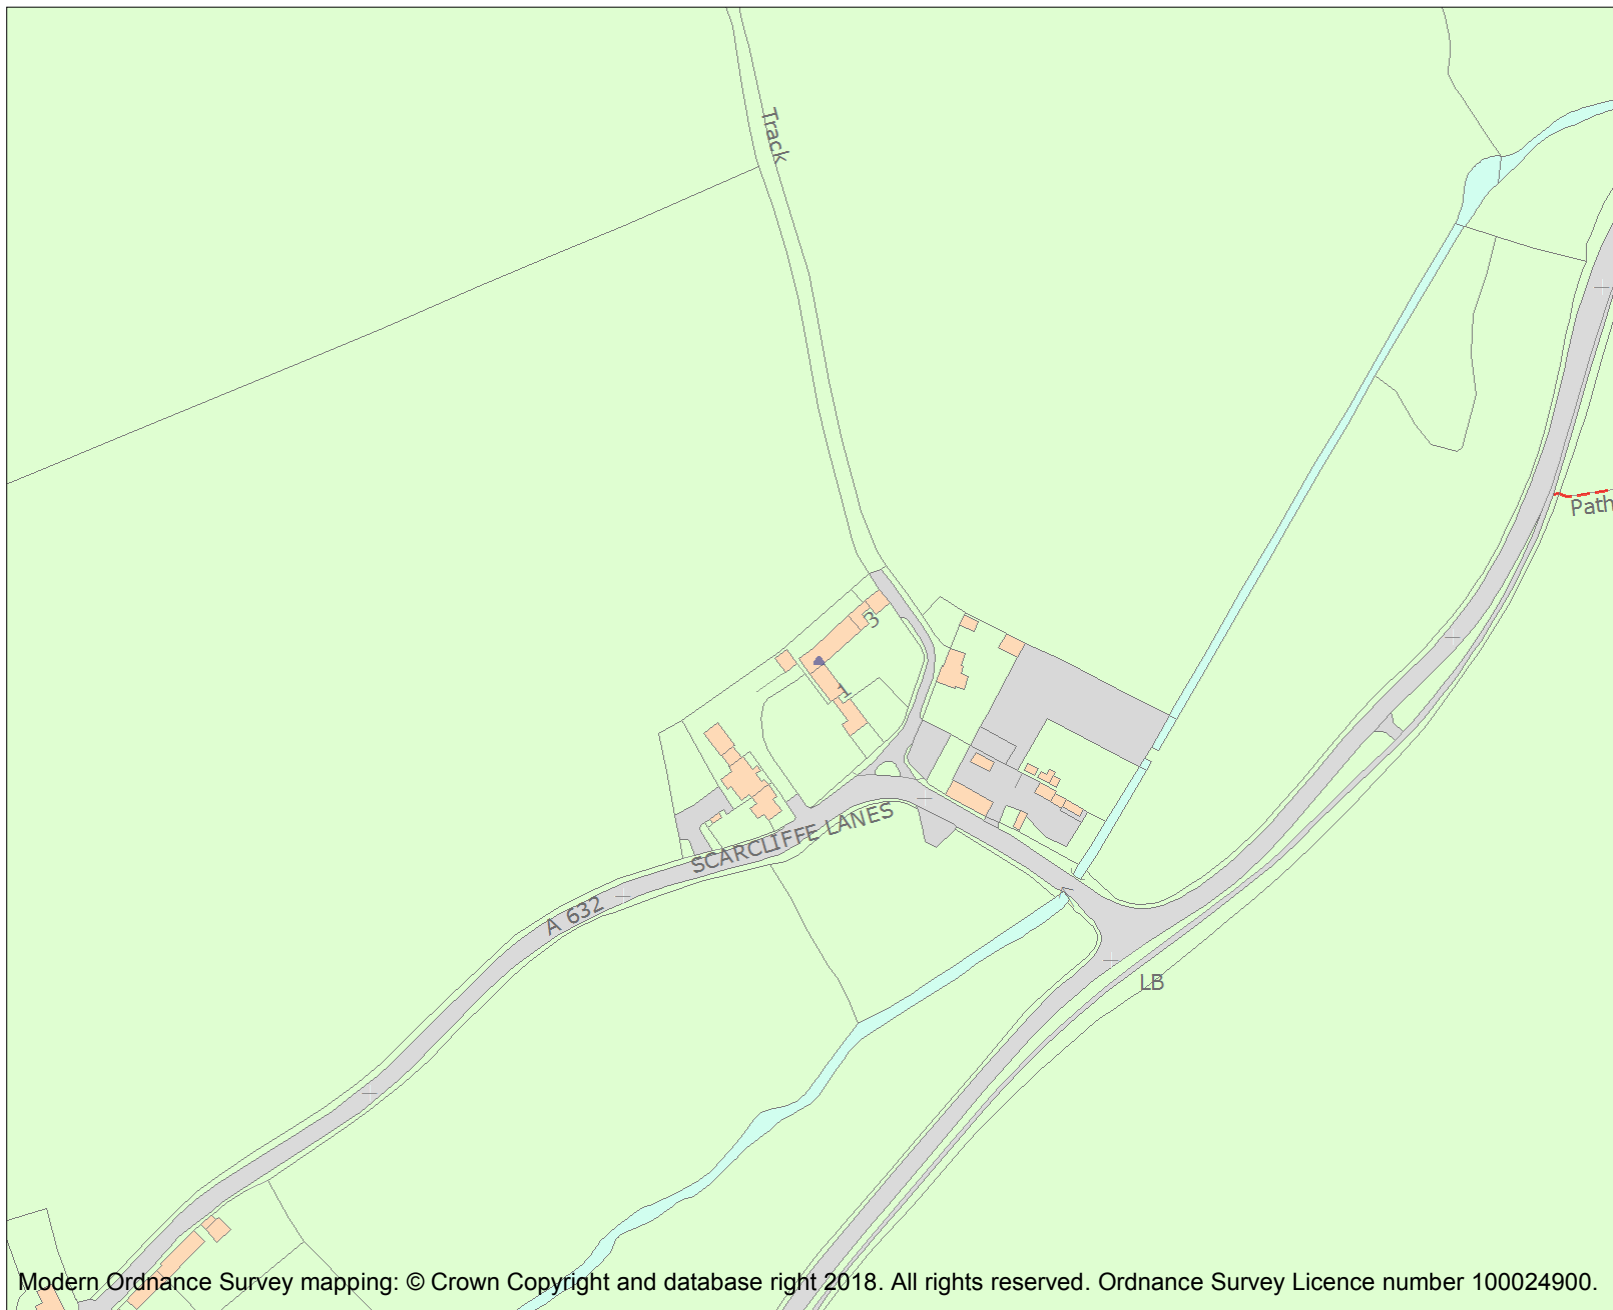 Track
Path
3
1
SCARCLIFFE LANES
A 632
LB
Modern Ordnance Survey mapping: © Crown Copyright and database right 2018. All rights reserved. Ordnance Survey Licence number 100024900.